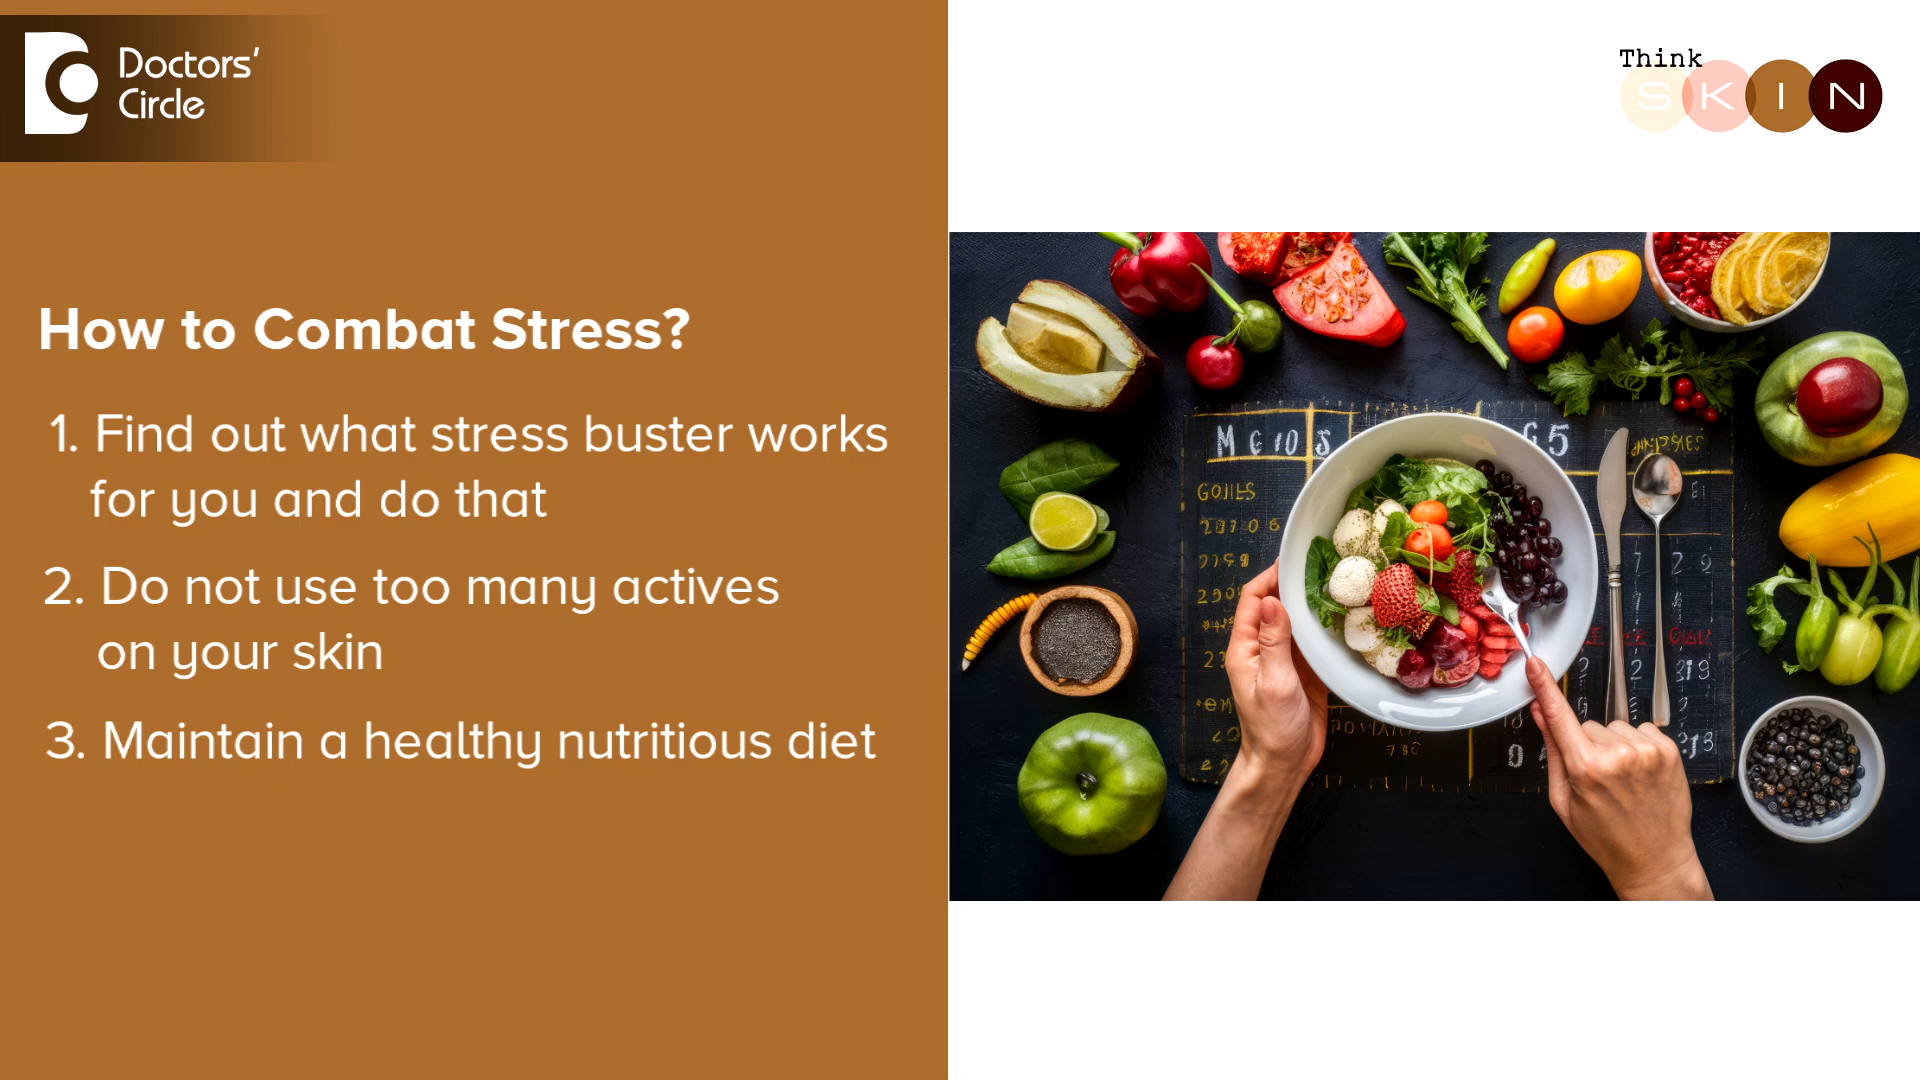 Doctors'
Circle
Think
SKIN
How to Combat Stress?
1. Find out what stress buster works
for you and do that
2. Do not use too many actives
on your skin
3. Maintain a healthy nutritious diet